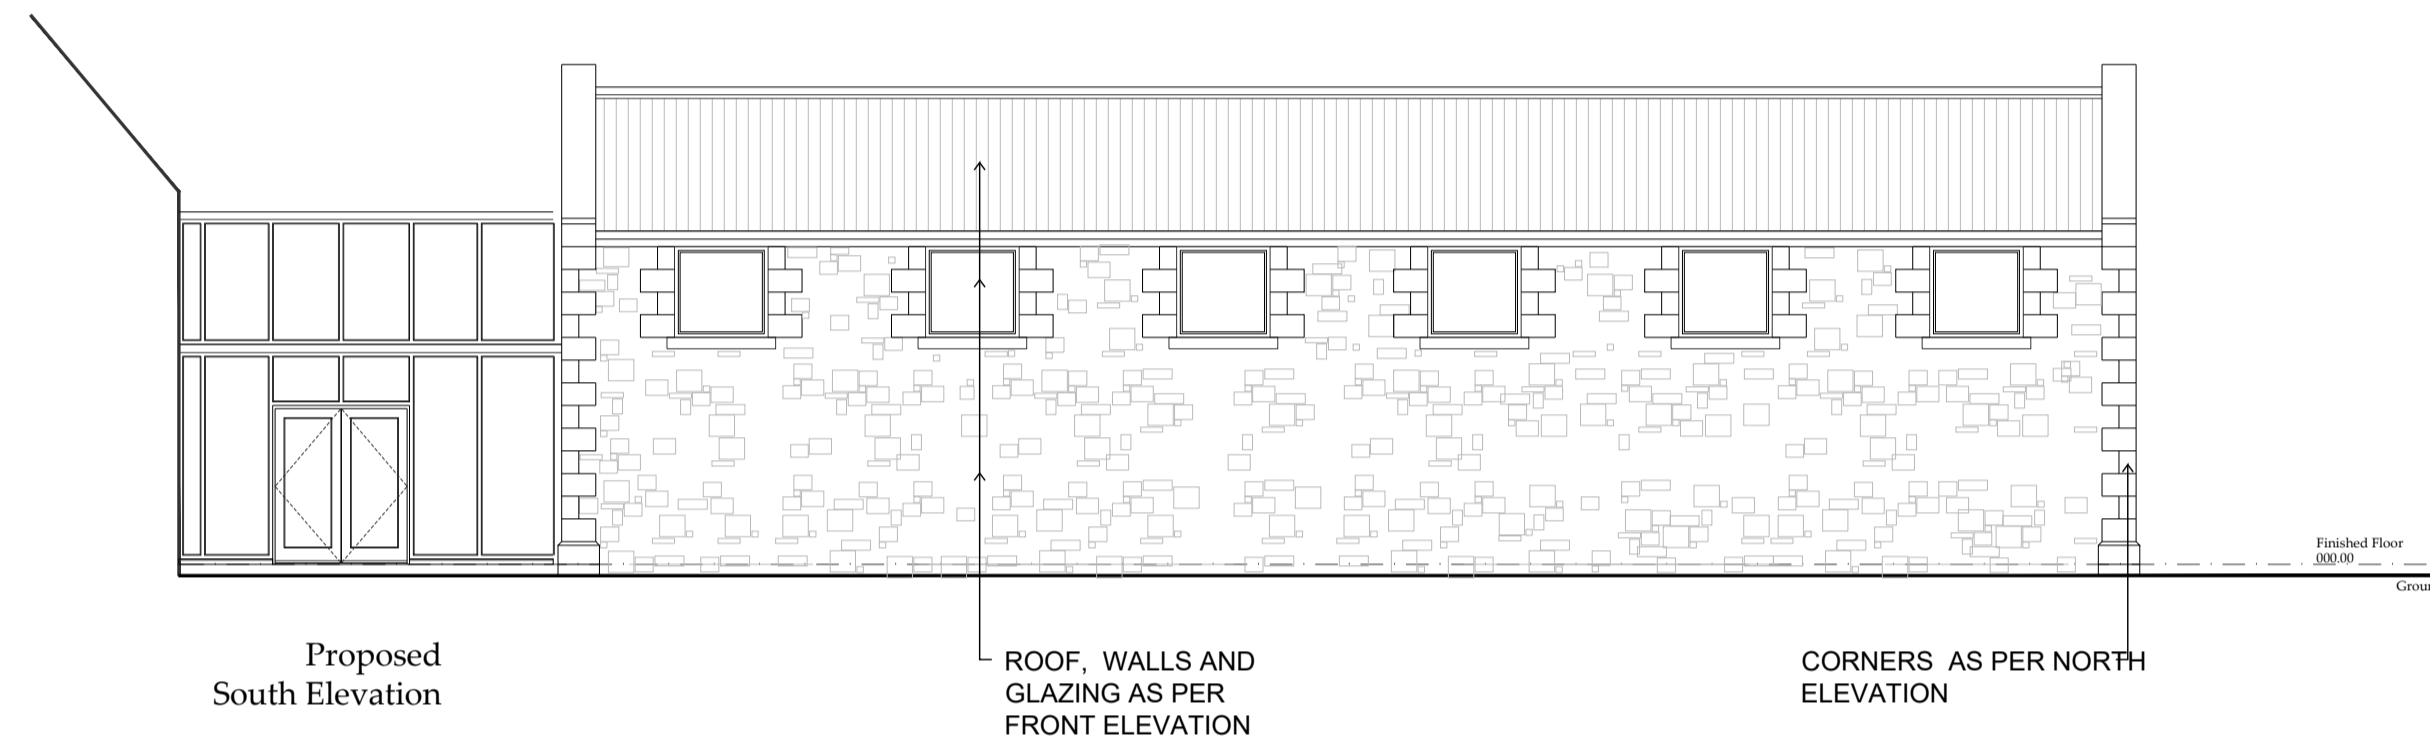 Finished Floor
000.00
Proposed
South Elevation
ROOF, WALLS AND
GLAZING AS PER
FRONT ELEVATION
CORNERS AS PER NORTH
ELEVATION